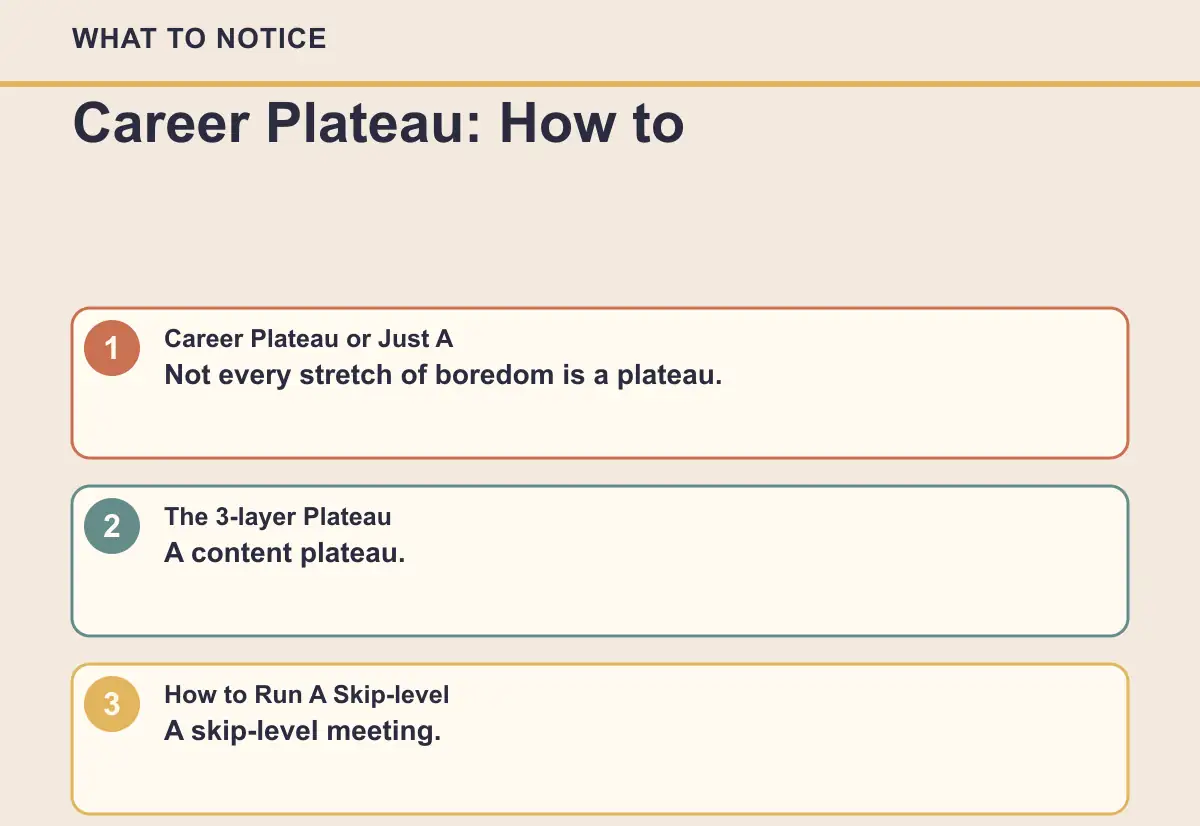 WHAT TO NOTICE
Career Plateau: How to
1
Career Plateau or Just A
Not every stretch of boredom is a plateau.
2
The 3-layer Plateau
A content plateau.
3
How to Run A Skip-level
A skip-level meeting.